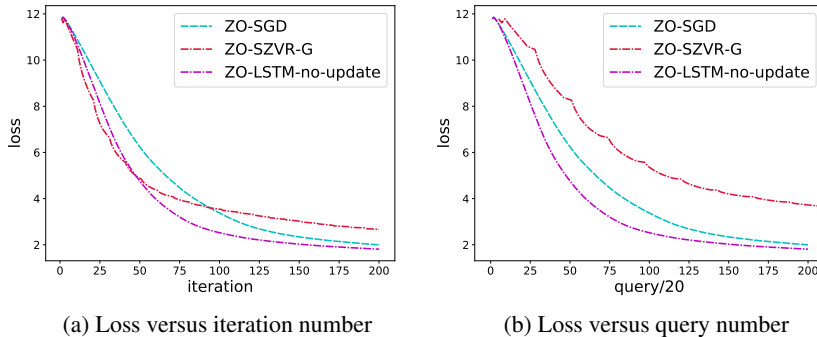 12
10
8
6
4
2
loss
ZO-SGD
ZO-SZVR-G
ZO-LSTM-no-update
0 25 50 75 100 125 150 175 200
iteration
(a) Loss versus iteration number
12
10
8
6
4
2
loss
ZO-SGD
ZO-SZVR-G
ZO-LSTM-no-update
0 25 50 75 100 125 150 175 200
query/20
(b) Loss versus query number